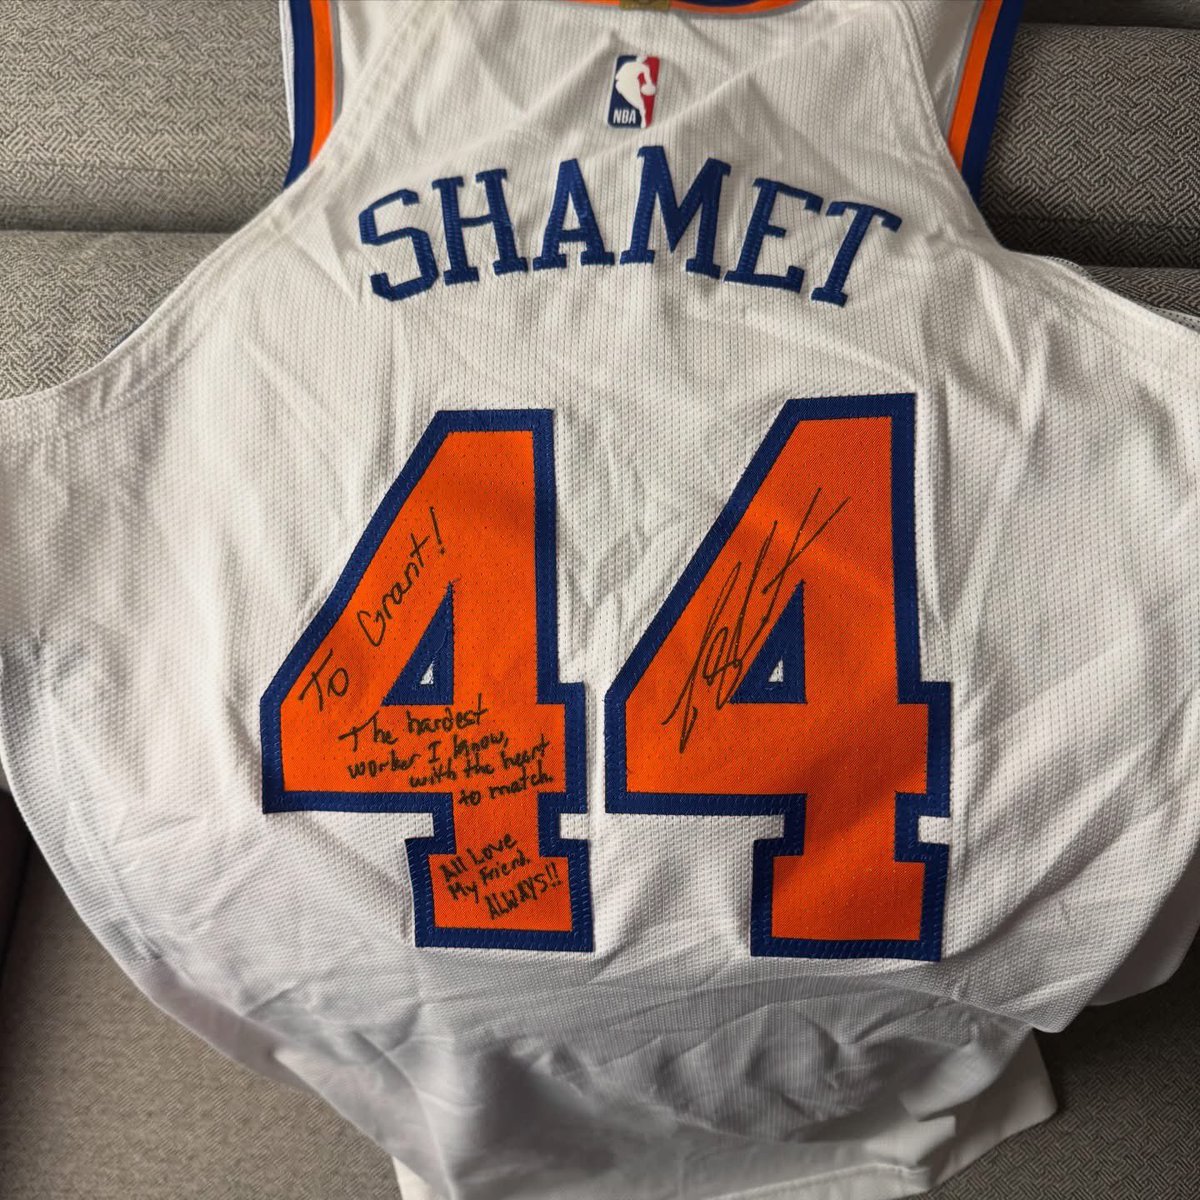 NBA
SHAMET
44
To Grant!
The hardest
worker I know,
with the heart
to match.
All Love
My Friend.
ALWAYS!!